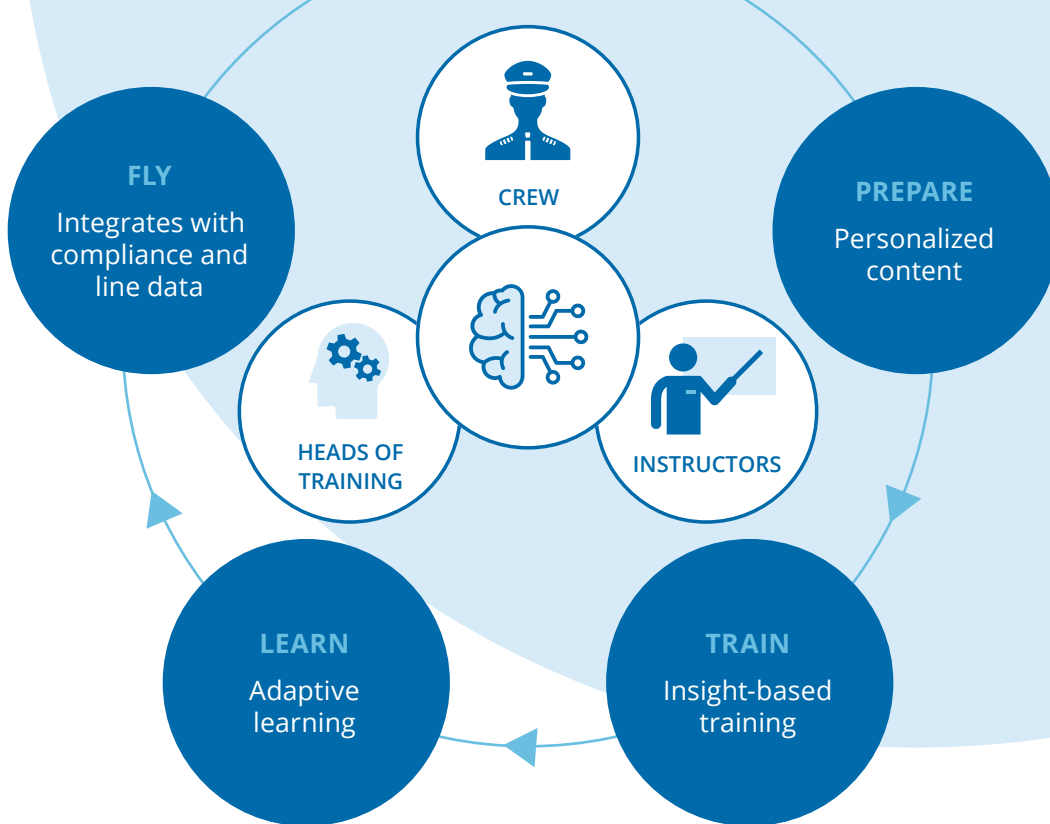 CREW
FLY
Integrates with
compliance and
line data
PREPARE
Personalized
content
HEADS OF
TRAINING
INSTRUCTORS
LEARN
Adaptive
learning
TRAIN
Insight-based
training